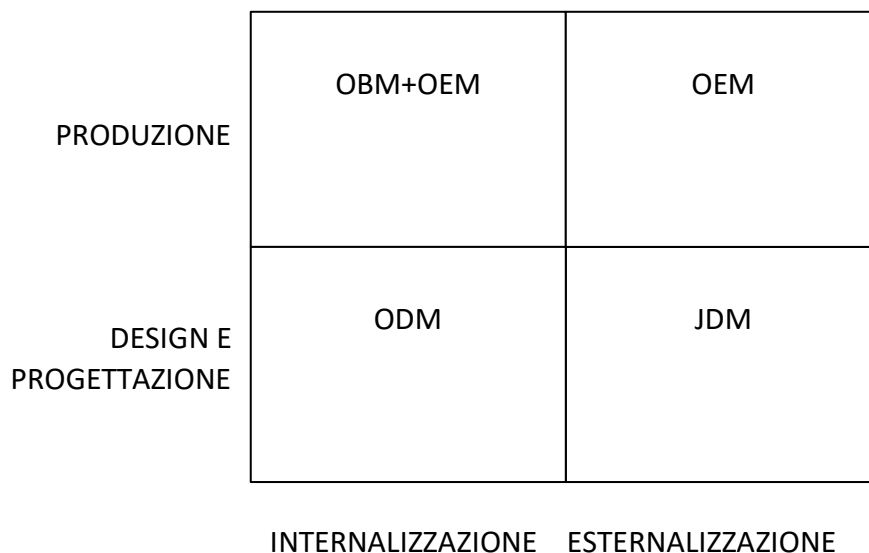 OBM+OEM OEM
PRODUZIONE
ODM JDM
DESIGN E
PROGETTAZIONE
INTERNALIZZAZIONE ESTERNALIZZAZIONE